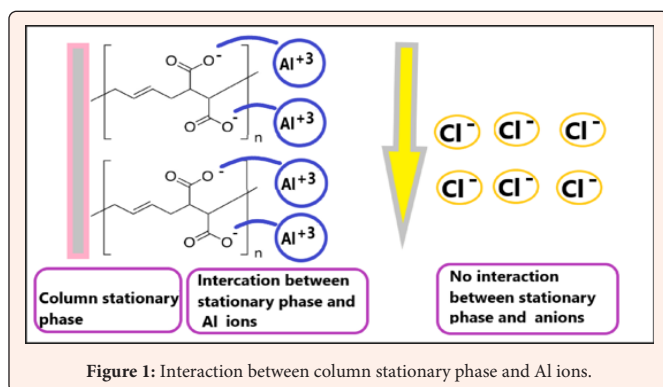 O
O⁻
Al⁺³
O
O⁻
n
Al⁺³
O
O⁻
Al⁺³
O
O⁻
n
Al⁺³
Cl⁻ Cl⁻ Cl⁻
Cl⁻ Cl⁻ Cl⁻
Column stationary
phase
Intercation between
stationary phase and
Al ions
No interaction
between stationary
phase and anions
Figure 1: Interaction between column stationary phase and Al ions.